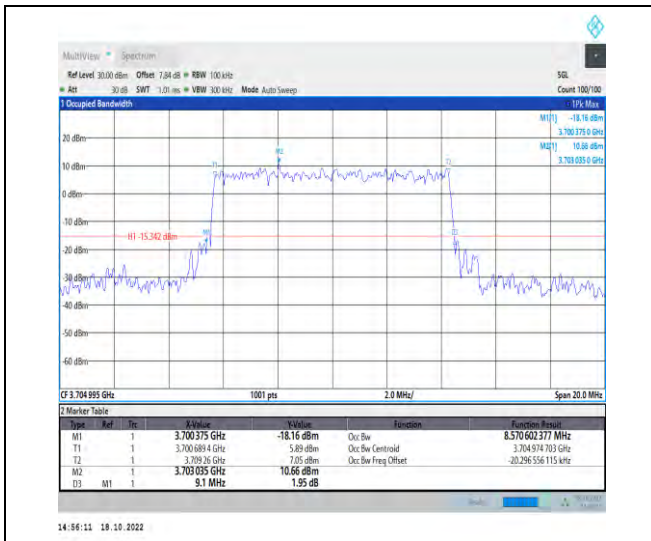 MultiView Spectrum
Ref Level 30.00 dBm Offset 7.84 dB RBW 100 kHz SGL
Att 30 dB SWT 1.01 ms VBW 300 kHz Mode Auto Sweep Count 100/100
1 Occupied Bandwidth 1Pk Max
M1[1] -18.16 dBm
3.700 375 0 GHz
M2[1] 10.66 dBm
3.703 035 0 GHz
20 dBm
M2
10 dBm
T1
T2
0 dBm
-10 dBm
H1 -15.342 dBm
M1
D3
-20 dBm
-30 dBm
-40 dBm
-50 dBm
-60 dBm
CF 3.704 995 GHz 1001 pts 2.0 MHz/ Span 20.0 MHz
2 Marker Table
Type Ref Trc X-Value Y-Value Function Function Result
M1 1 3.700 375 GHz -18.16 dBm Occ Bw 8.570 602 377 MHz
T1 1 3.700 689 4 GHz 5.89 dBm Occ Bw Centroid 3.704 974 703 GHz
T2 1 3.709 26 GHz 7.05 dBm Occ Bw Freq Offset -20.296 556 115 kHz
M2 1 3.703 035 GHz 10.66 dBm
D3 M1 1 9.1 MHz 1.95 dB
14:56:11 18.10.2022